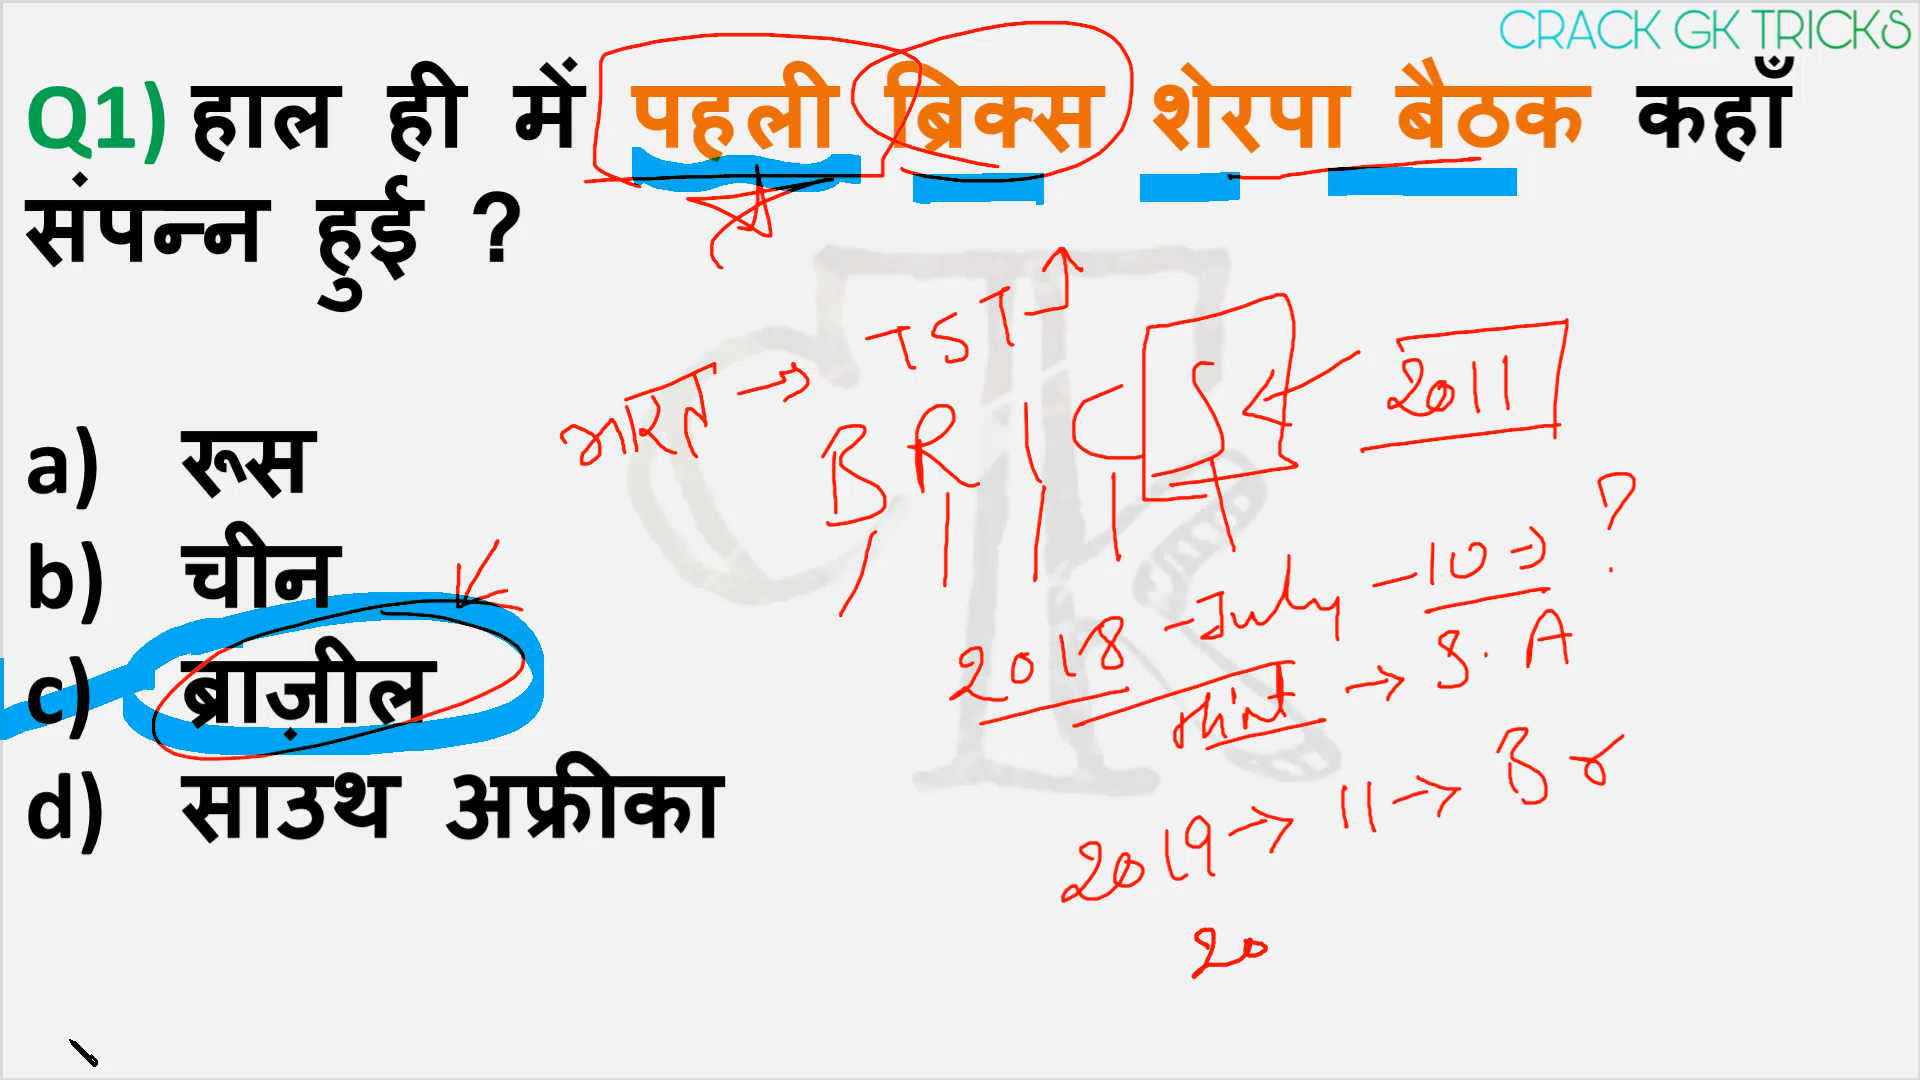 CRACK GK TRICKS
Q1) हाल ही में पहली ब्रिक्स शेरपा बैठक कहाँ
संपन्न हुई ?
a) रूस
b) चीन
c) ब्राज़ील
d) साउथ अफ्रीका
भारत → TST
BRICS
2011
2018 - July - 10 → ?
→ S.A
2019 → 11 → Br
20